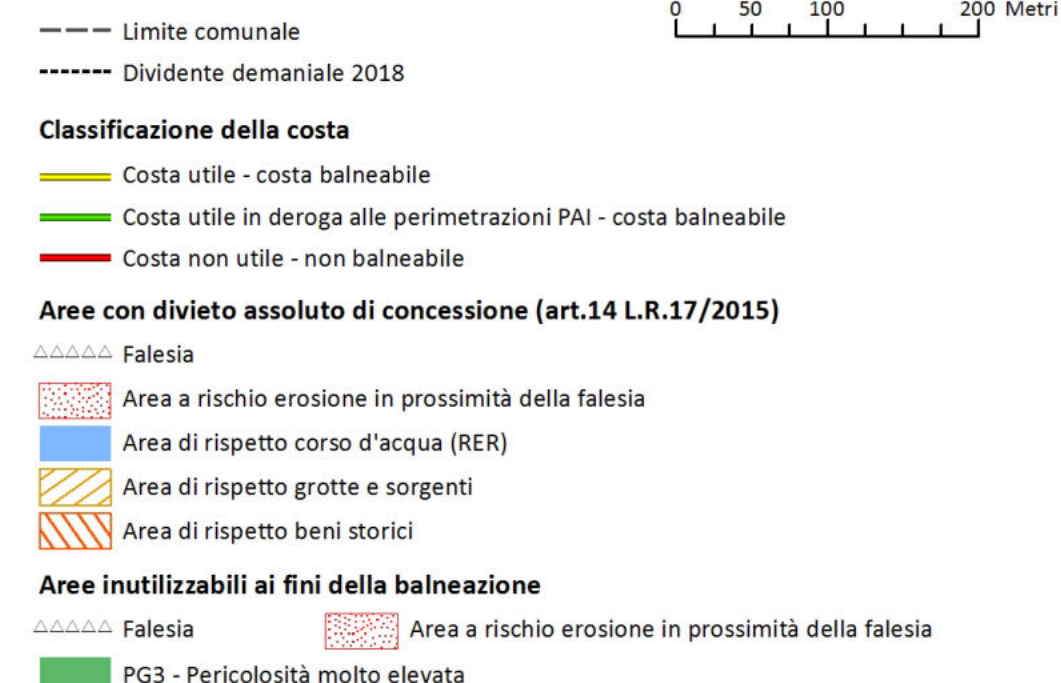 0 50 100 200 Metri
Limite comunale
Dividente demaniale 2018
Classificazione della costa
Costa utile - costa balneabile
Costa utile in deroga alle perimetrazioni PAI - costa balneabile
Costa non utile - non balneabile
Aree con divieto assoluto di concessione (art.14 L.R.17/2015)
Falesia
Area a rischio erosione in prossimità della falesia
Area di rispetto corso d'acqua (RER)
Area di rispetto grotte e sorgenti
Area di rispetto beni storici
Aree inutilizzabili ai fini della balneazione
Falesia Area a rischio erosione in prossimità della falesia
PG3 - Pericolosità molto elevata